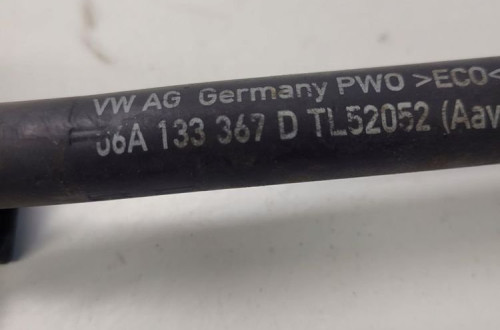 VW AG Germany PWO >ECO<
06A 133 367 D TL52052 (Aav